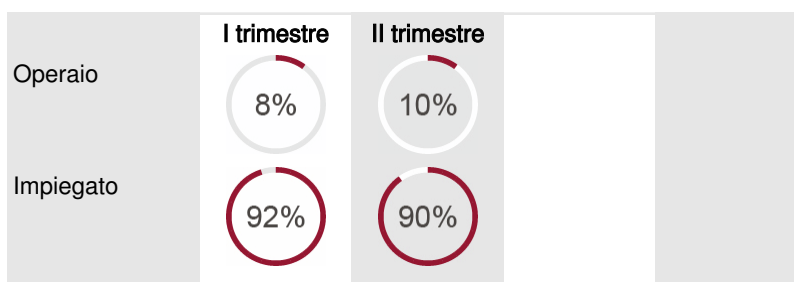 I trimestre II trimestre
Operaio
8% 10%
Impiegato
92% 90%